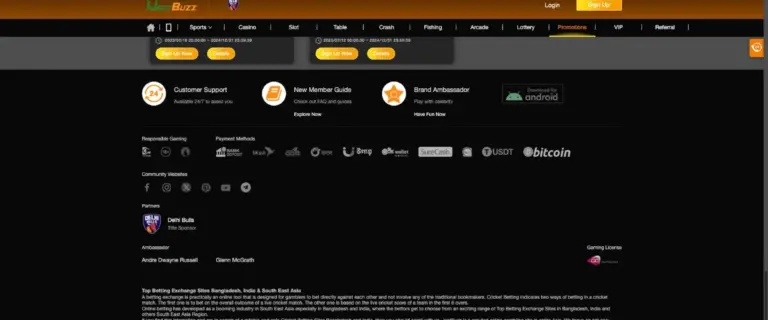 Buzz
Login
Sign Up
Sports
Casino
Slot
Table
Crash
Fishing
Arcade
Lottery
Promotions
VIP
Referral
Sign Up Now
Details
Sign Up Now
Details
24
Customer Support
Available 24/7 to assist you
New Member Guide
Check out FAQ and guides
Explore Now
Brand Ambassador
Play with celebrity
Have Fun Now
Download for
android
Responsible Gaming
Payment Methods
SureCash
USDT
bitcoin
Community Websites
Partners
Delhi Bulls
Title Sponsor
Ambassador
Gaming License
Andre Dwayne Russell
Glenn McGrath
Top Betting Exchange Sites Bangladesh, India & South East Asia
A betting exchange is practically an online tool that is designed for gamblers to bet directly against each other and not involve any of the traditional bookmakers. Cricket Betting indicates two ways of betting in a cricket
match. The first one is to bet on the overall outcome of a live cricket match. The other one is based on the live cricket score of a team in the first 6 overs.
Online betting has developed as a booming industry in South East Asia especially in Bangladesh and India, where the bettors get to choose from an exciting range of Top Betting Exchange Sites in Bangladesh, India and
others South East Asia Region.